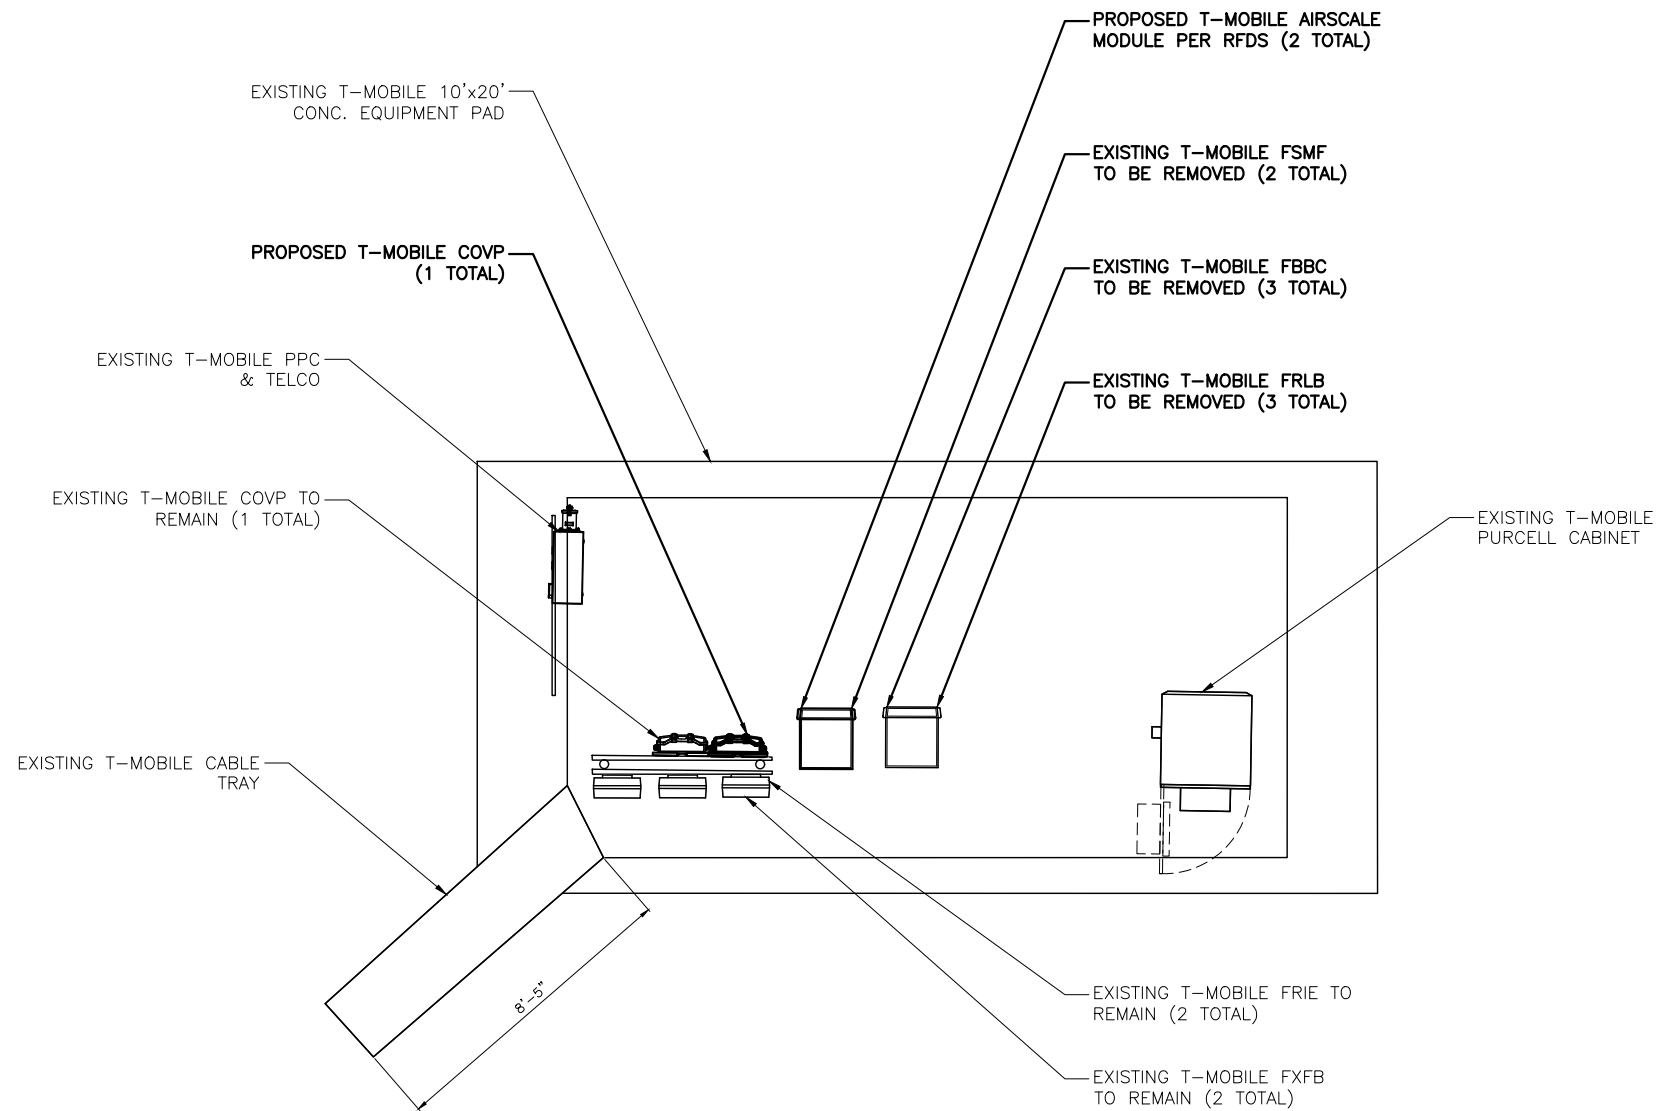 PROPOSED T-MOBILE AIRSCALE
MODULE PER RFDS (2 TOTAL)
EXISTING T-MOBILE 10'x20'
CONC. EQUIPMENT PAD
EXISTING T-MOBILE FSMF
TO BE REMOVED (2 TOTAL)
PROPOSED T-MOBILE COVP
(1 TOTAL)
EXISTING T-MOBILE FBBC
TO BE REMOVED (3 TOTAL)
EXISTING T-MOBILE PPC
& TELCO
EXISTING T-MOBILE FRLB
TO BE REMOVED (3 TOTAL)
EXISTING T-MOBILE COVP TO
REMAIN (1 TOTAL)
EXISTING T-MOBILE
PURCELL CABINET
EXISTING T-MOBILE CABLE
TRAY
8'-5"
EXISTING T-MOBILE FRIE TO
REMAIN (2 TOTAL)
EXISTING T-MOBILE FXFB
TO REMAIN (2 TOTAL)